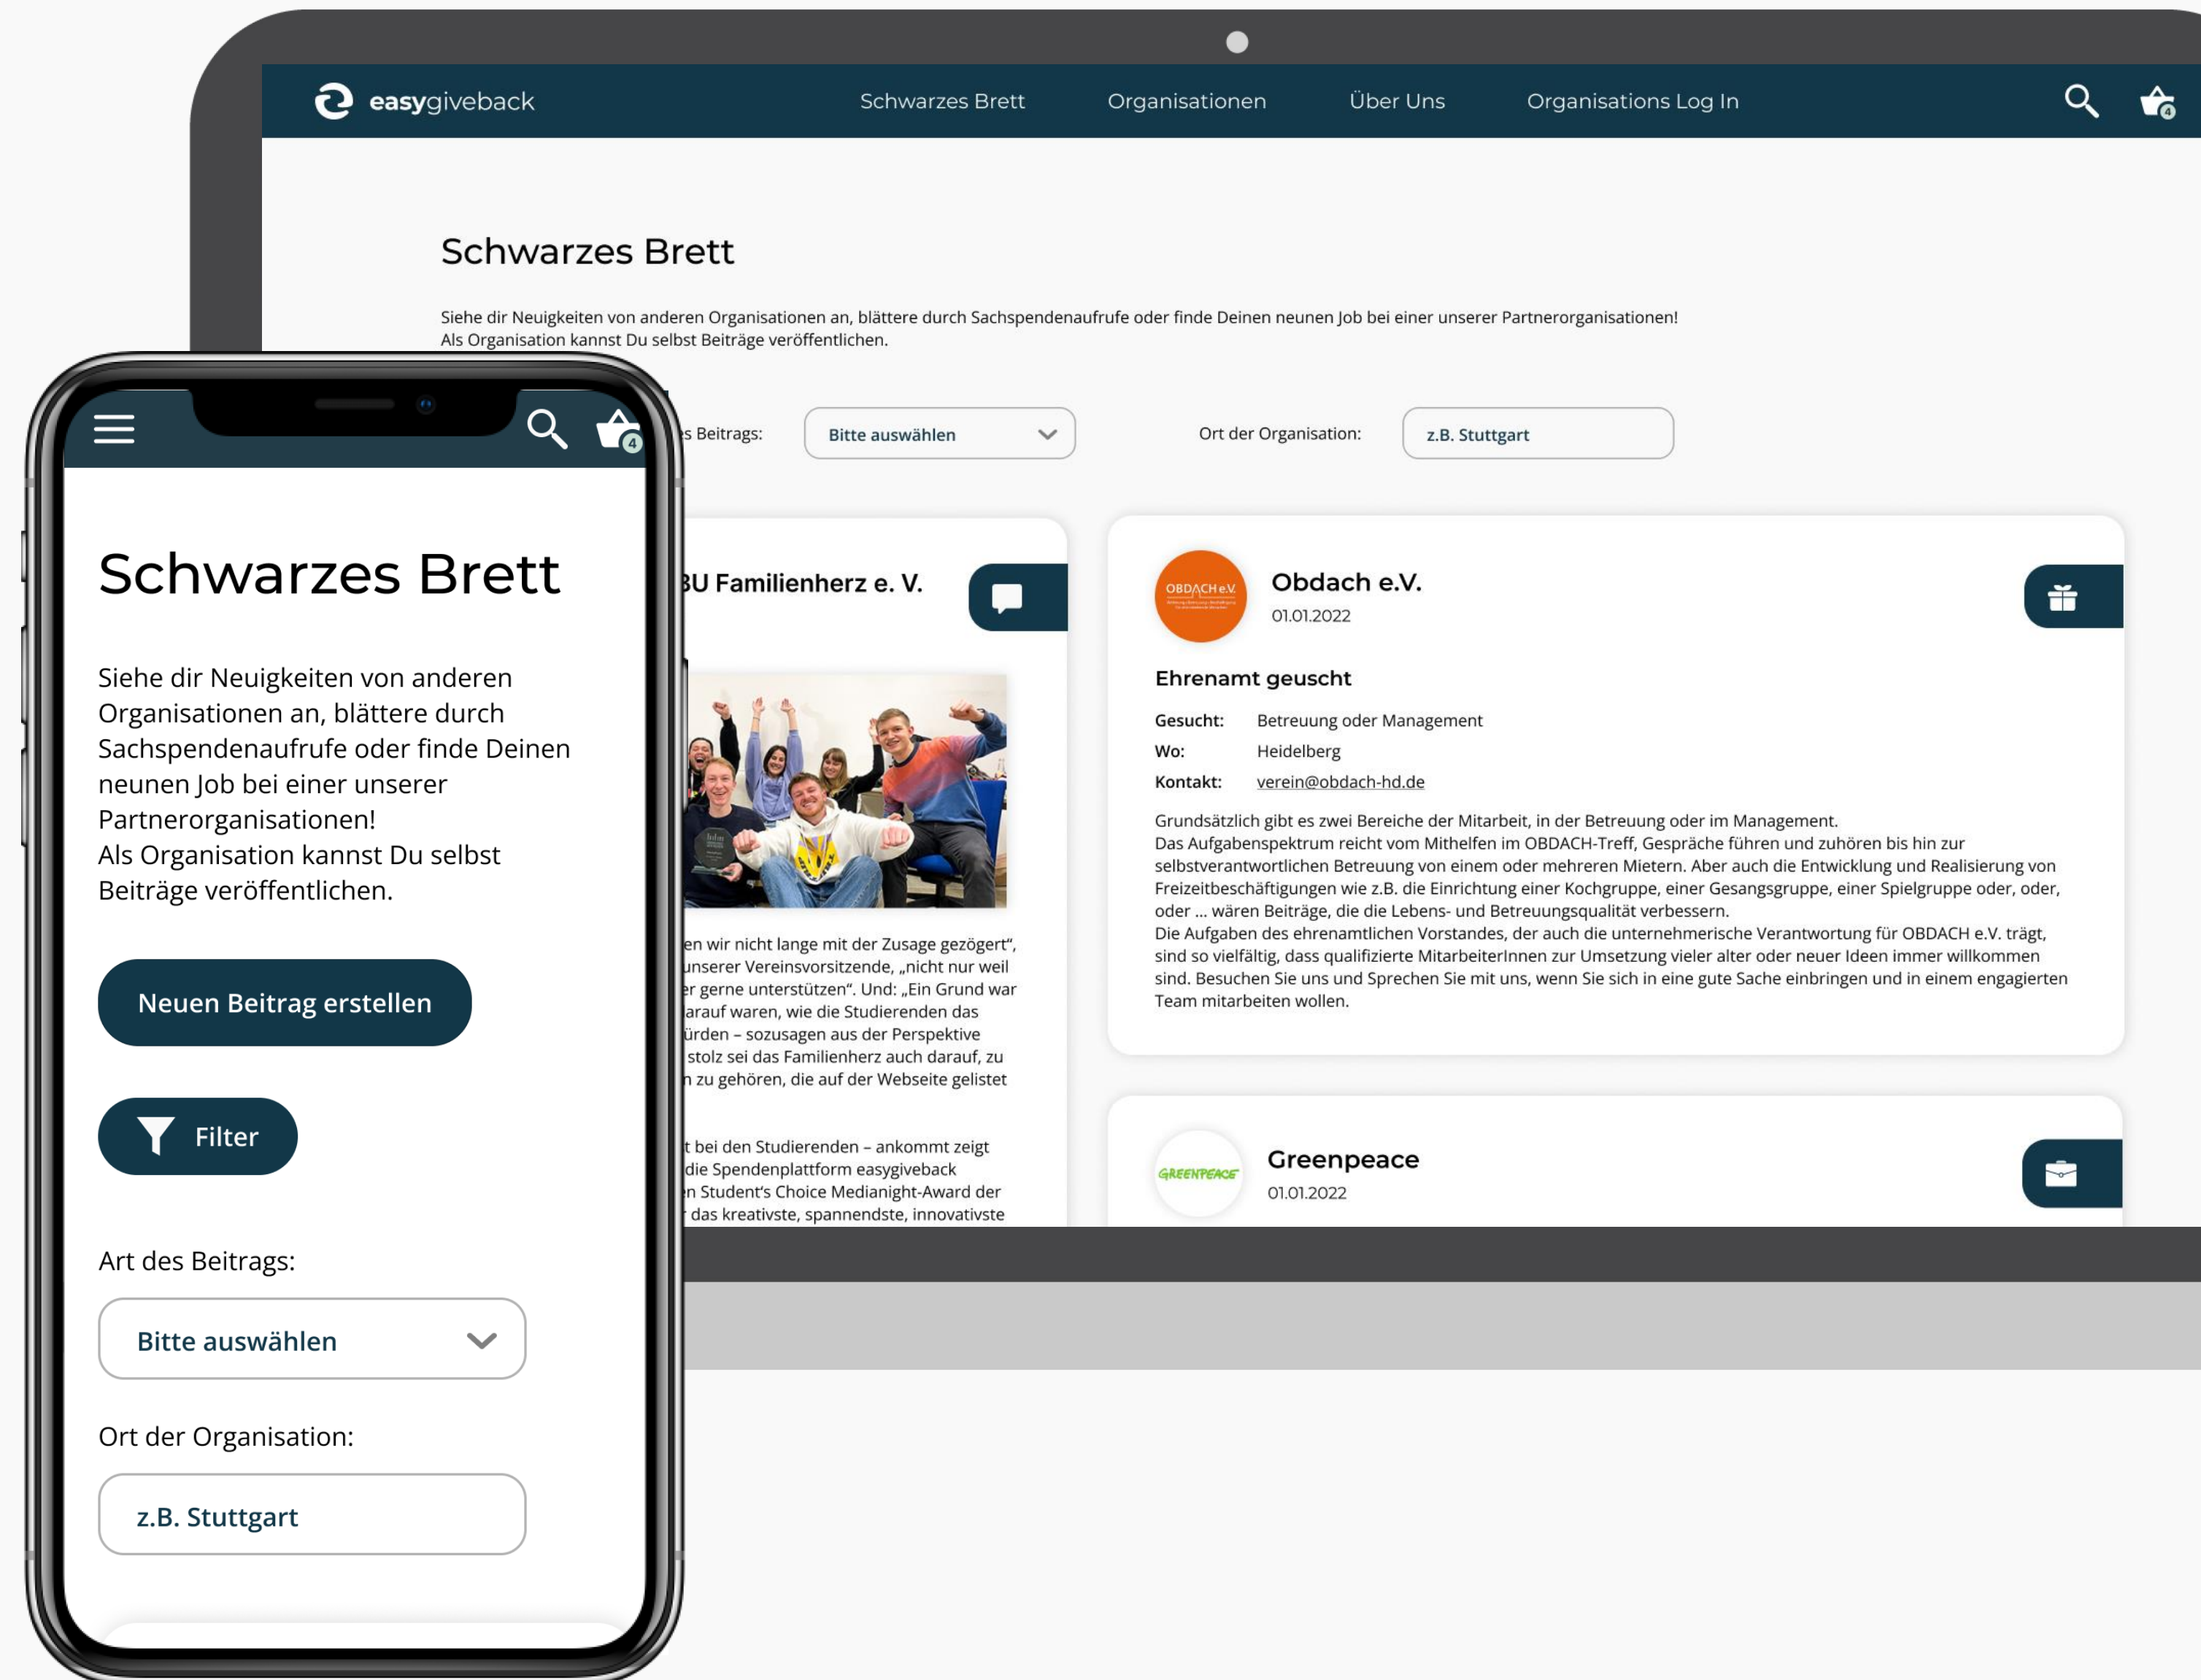 easygiveback
Schwarzes Brett
Organisationen
Über Uns
Organisations Log In
4
Schwarzes Brett
Siehe dir Neuigkeiten von anderen Organisationen an, blättere durch Sachspendenaufrufe oder finde Deinen neunen Job bei einer unserer Partnerorganisationen!
Als Organisation kannst Du selbst Beiträge veröffentlichen.
Beitrags:
Bitte auswählen
Ort der Organisation:
z.B. Stuttgart
BU Familienherz e. V.
en wir nicht lange mit der Zusage gezögert“,
unserer Vereinsvorsitzende, „nicht nur weil
er gerne unterstützen“. Und: „Ein Grund war
darauf waren, wie die Studierenden das
ürden – sozusagen aus der Perspektive
stolz sei das Familienherz auch darauf, zu
n zu gehören, die auf der Webseite gelistet
t bei den Studierenden – ankommt zeigt
die Spendenplattform easygiveback
n Student's Choice Medianight-Award der
das kreativste, spannendste, innovativste
OBDACH e.V.
Obdach e.V.
01.01.2022
Ehrenamt geuscht
Gesucht: Betreuung oder Management
Wo: Heidelberg
Kontakt: verein@obdach-hd.de
Grundsätzlich gibt es zwei Bereiche der Mitarbeit, in der Betreuung oder im Management.
Das Aufgabenspektrum reicht vom Mithelfen im OBDACH-Treff, Gespräche führen und zuhören bis hin zur
selbstverantwortlichen Betreuung von einem oder mehreren Mietern. Aber auch die Entwicklung und Realisierung von
Freizeitbeschäftigungen wie z.B. die Einrichtung einer Kochgruppe, einer Gesangsgruppe, einer Spielgruppe oder, oder,
oder ... wären Beiträge, die die Lebens- und Betreuungsqualität verbessern.
Die Aufgaben des ehrenamtlichen Vorstandes, der auch die unternehmerische Verantwortung für OBDACH e.V. trägt,
sind so vielfältig, dass qualifizierte MitarbeiterInnen zur Umsetzung vieler alter oder neuer Ideen immer willkommen
sind. Besuchen Sie uns und Sprechen Sie mit uns, wenn Sie sich in eine gute Sache einbringen und in einem engagierten
Team mitarbeiten wollen.
GREENPEACE
Greenpeace
01.01.2022
4
Schwarzes Brett
Siehe dir Neuigkeiten von anderen
Organisationen an, blättere durch
Sachspendenaufrufe oder finde Deinen
neunen Job bei einer unserer
Partnerorganisationen!
Als Organisation kannst Du selbst
Beiträge veröffentlichen.
Neuen Beitrag erstellen
Filter
Art des Beitrags:
Bitte auswählen
Ort der Organisation:
z.B. Stuttgart